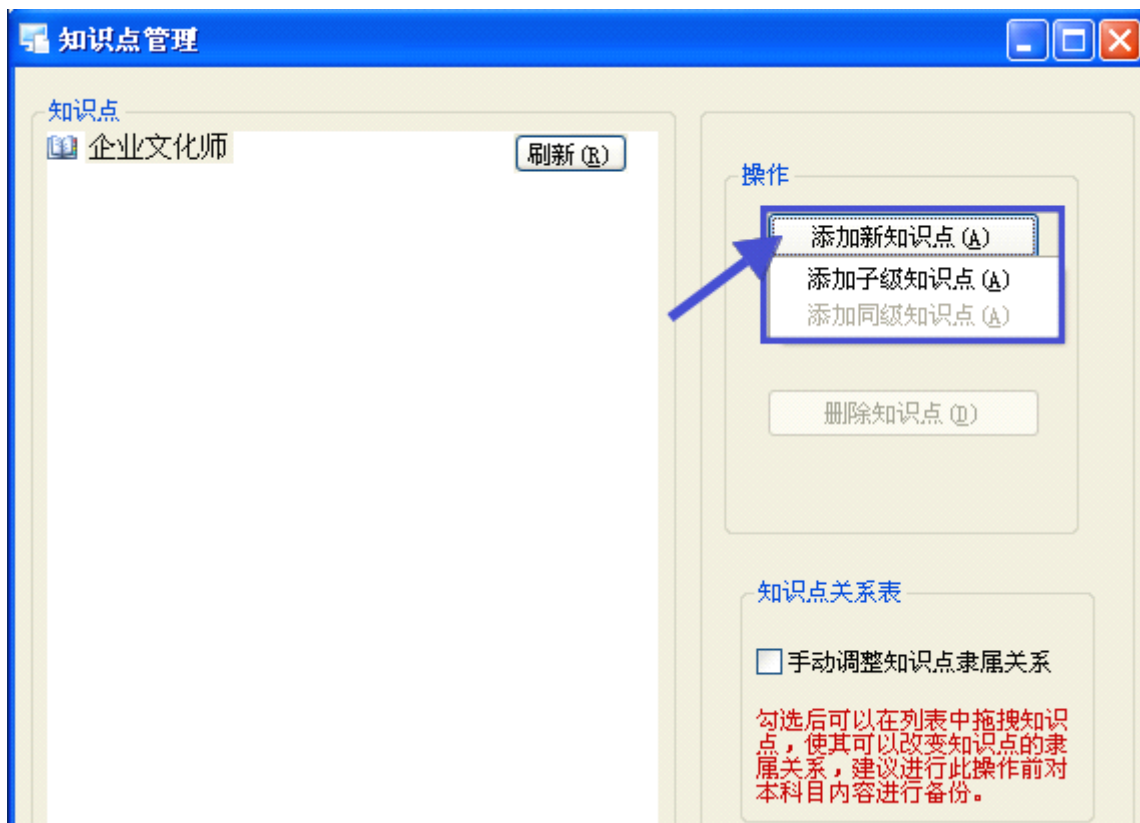 知识点管理
知识点
企业文化师
刷新(R)
操作
添加新知识点(A)
添加子级知识点(A)
添加同级知识点(A)
删除知识点(D)
知识点关系表
手动调整知识点隶属关系
勾选后可以在列表中拖拽知识
点，使其可以改变知识点的隶
属关系，建议进行此操作前对
本科目内容进行备份。